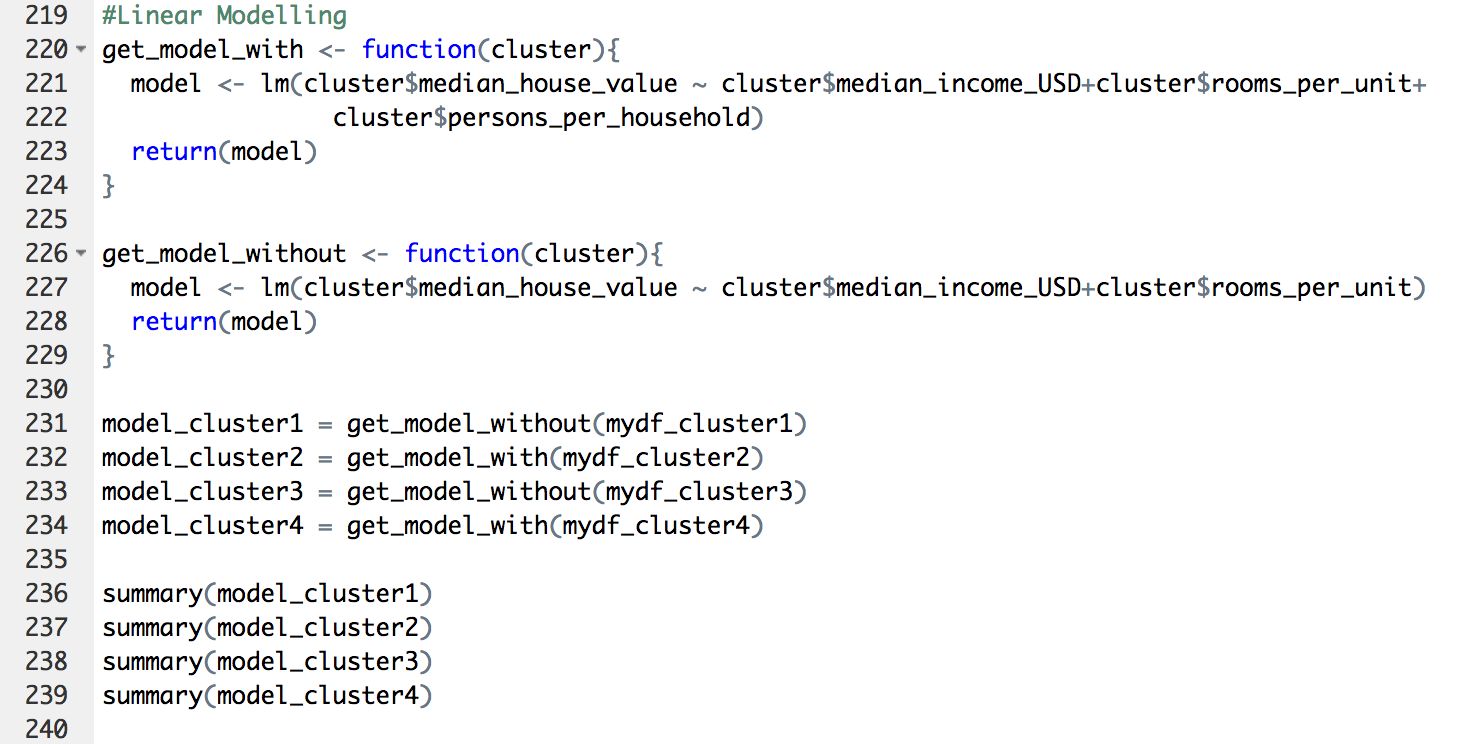 219 #Linear Modelling
220 get_model_with <- function(cluster){
221   model <- lm(cluster$median_house_value ~ cluster$median_income_USD+cluster$rooms_per_unit+
222                 cluster$persons_per_household)
223   return(model)
224 }
225
226 get_model_without <- function(cluster){
227   model <- lm(cluster$median_house_value ~ cluster$median_income_USD+cluster$rooms_per_unit)
228   return(model)
229 }
230
231 model_cluster1 = get_model_without(mydf_cluster1)
232 model_cluster2 = get_model_with(mydf_cluster2)
233 model_cluster3 = get_model_without(mydf_cluster3)
234 model_cluster4 = get_model_with(mydf_cluster4)
235
236 summary(model_cluster1)
237 summary(model_cluster2)
238 summary(model_cluster3)
239 summary(model_cluster4)
240